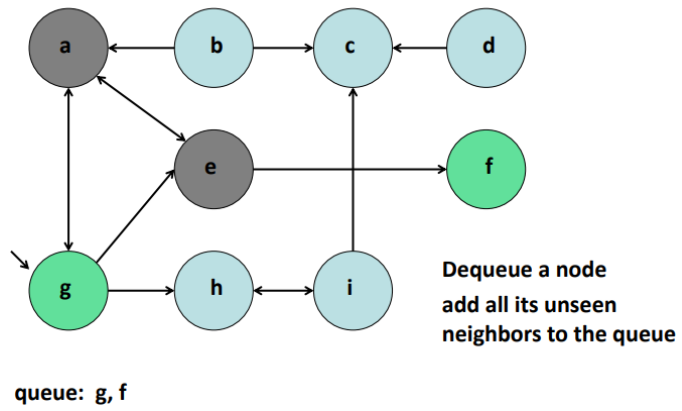 a b c d
e f
g h i
Dequeue a node
add all its unseen
neighbors to the queue
queue: g, f